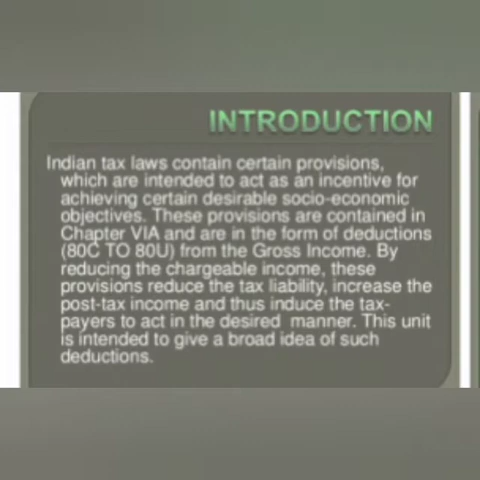 INTRODUCTION
Indian tax laws contain certain provisions,
which are intended to act as an incentive for
achieving certain desirable socio-economic
objectives. These provisions are contained in
Chapter VIA and are in the form of deductions
(80C TO 80U) from the Gross Income. By
reducing the chargeable income, these
provisions reduce the tax liability, increase the
post-tax income and thus induce the tax-
payers to act in the desired manner. This unit
is intended to give a broad idea of such
deductions.